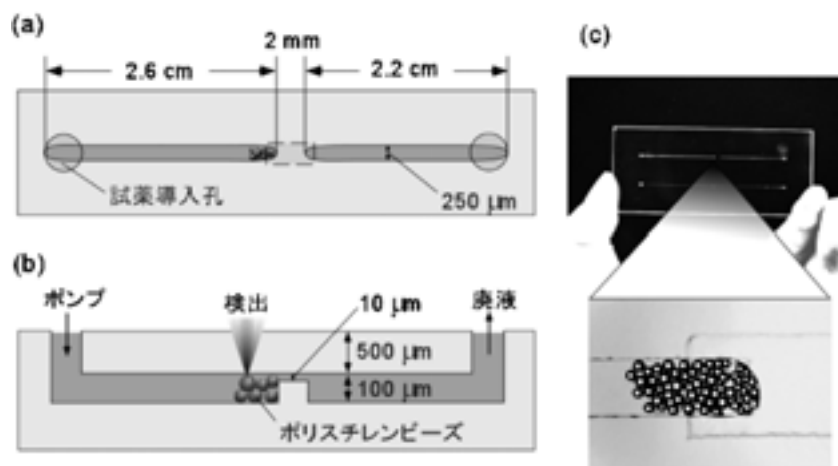 (a)
2 mm
2.6 cm
2.2 cm
試薬導入孔
250 μm
(b)
ポンプ
検出
10 μm
廃液
500 μm
100 μm
ポリスチレンビーズ
(c)